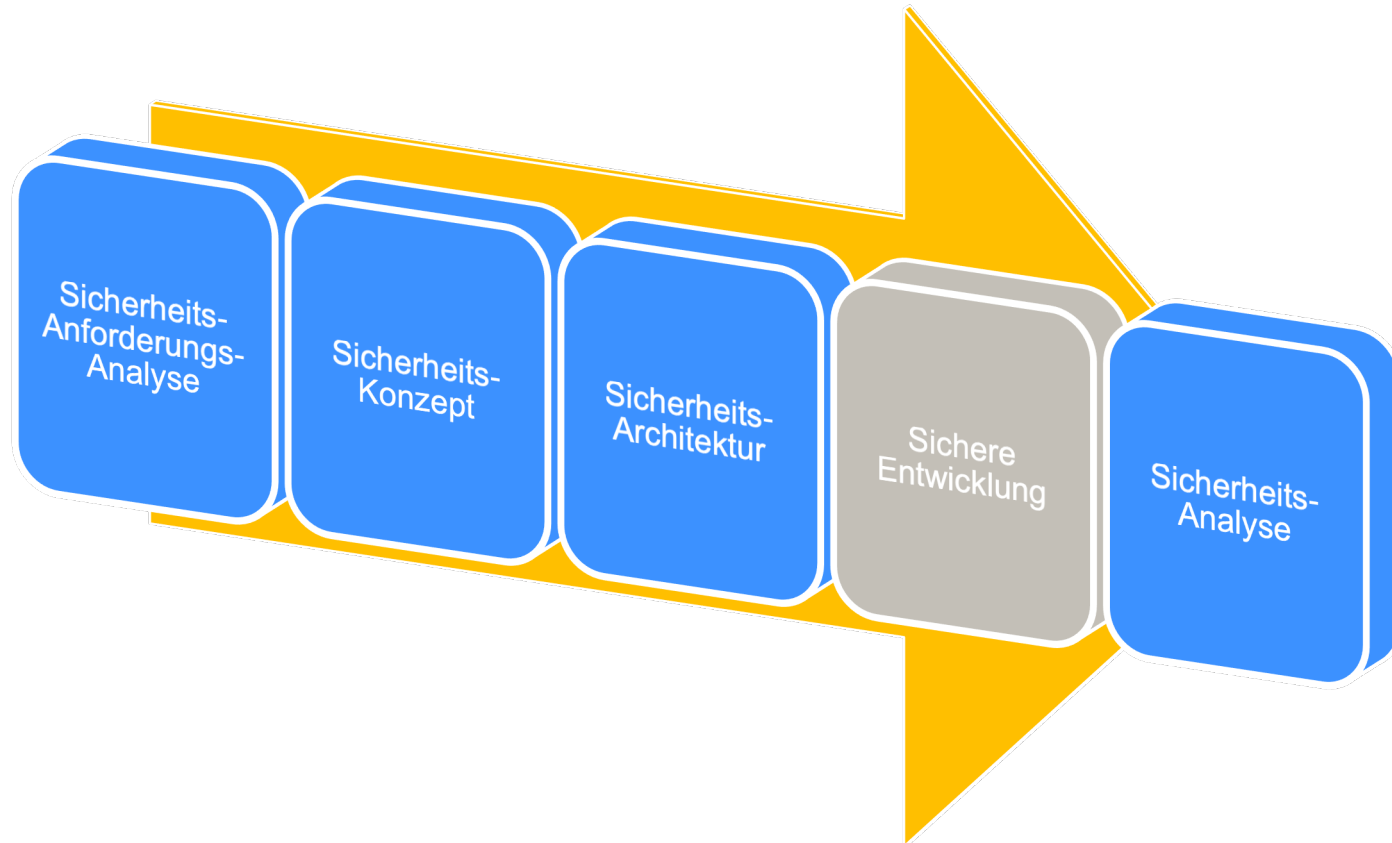 Sicherheits-
Anforderungs-
Analyse
Sicherheits-
Konzept
Sicherheits-
Architektur
Sichere
Entwicklung
Sicherheits-
Analyse